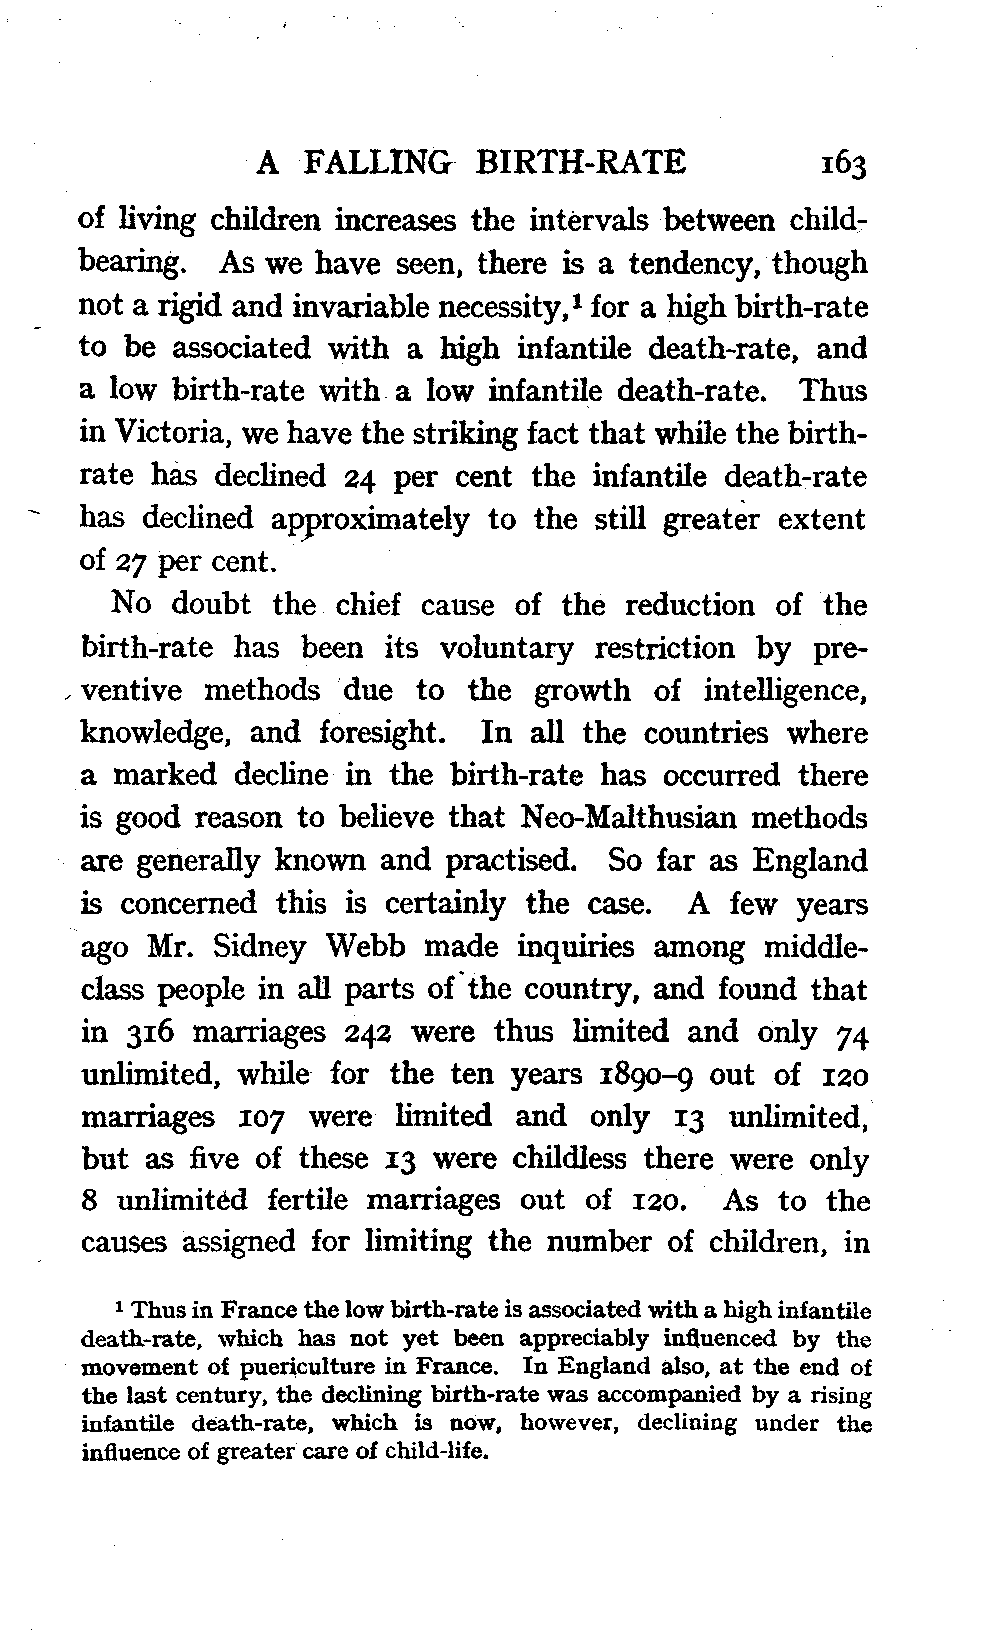 A FALLING BIRTH-RATE 163
of living children increases the intervals between child-
bearing. As we have seen, there is a tendency, though
not a rigid and invariable necessity,¹ for a high birth-rate
to be associated with a high infantile death-rate, and
a low birth-rate with a low infantile death-rate. Thus
in Victoria, we have the striking fact that while the birth-
rate has declined 24 per cent the infantile death-rate
has declined approximately to the still greater extent
of 27 per cent.
No doubt the chief cause of the reduction of the
birth-rate has been its voluntary restriction by pre-
ventive methods due to the growth of intelligence,
knowledge, and foresight. In all the countries where
a marked decline in the birth-rate has occurred there
is good reason to believe that Neo-Malthusian methods
are generally known and practised. So far as England
is concerned this is certainly the case. A few years
ago Mr. Sidney Webb made inquiries among middle-
class people in all parts of the country, and found that
in 316 marriages 242 were thus limited and only 74
unlimited, while for the ten years 1890–9 out of 120
marriages 107 were limited and only 13 unlimited,
but as five of these 13 were childless there were only
8 unlimited fertile marriages out of 120. As to the
causes assigned for limiting the number of children, in
¹ Thus in France the low birth-rate is associated with a high infantile
death-rate, which has not yet been appreciably influenced by the
movement of puericulture in France. In England also, at the end of
the last century, the declining birth-rate was accompanied by a rising
infantile death-rate, which is now, however, declining under the
influence of greater care of child-life.